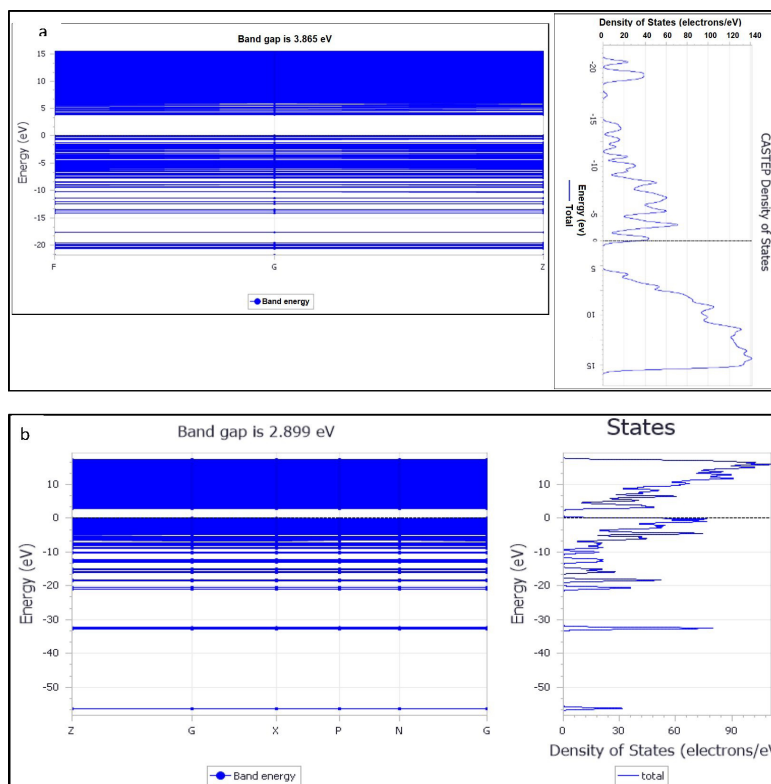 a
Band gap is 3.865 eV
15
10
5
0
-5
-10
-15
-20
Energy (eV)
F
G
Z
Band energy
Density of States (electrons/eV)
0 20 40 60 80 100 120 140
-20
-15
-10
-5
5
10
15
Energy (ev)
Total
CASTEP Density of States
b
Band gap is 2.899 eV
10
0
-10
-20
-30
-40
-50
Energy (eV)
Z G X P N G
Band energy
States
10
0
-10
-20
-30
-40
-50
Energy (eV)
0 30 60 90
Density of States (electrons/eV
total